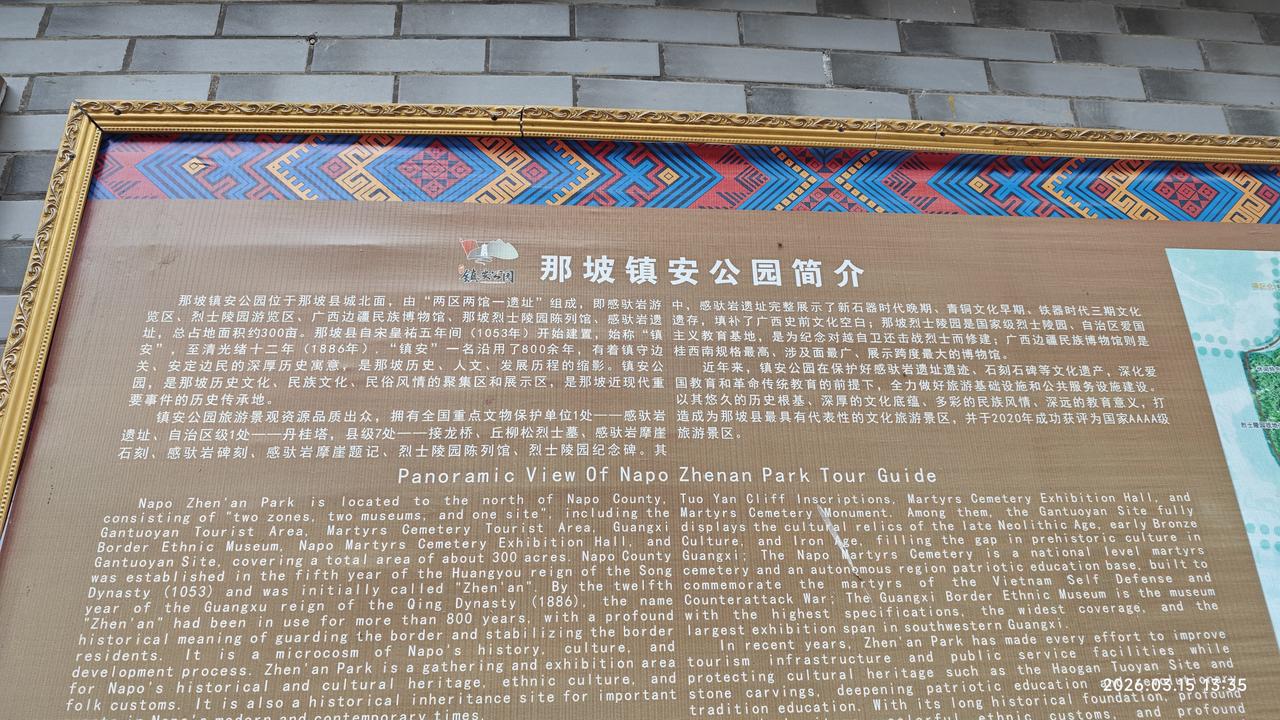 镇安公园
那坡镇安公园简介
那坡镇安公园位于那坡县城北面，由“两区两馆一遗址”组成，即感驮岩游
览区、烈士陵园游览区、广西边疆民族博物馆、那坡烈士陵园陈列馆、感驮岩遗
址，总占地面积约300亩。那坡县自宋皇祐五年间（1053年）开始建置，始称“镇
安”，至清光绪十二年（1886年），“镇安”一名沿用了800余年，有着镇守边
关、安定边民的深厚历史寓意，是那坡历史、人文、发展历程的缩影。镇安公
园，是那坡历史文化、民族文化、民俗风情的聚集区和展示区，是那坡近现代重
要事件的历史传承地。
镇安公园旅游景观资源品质出众，拥有全国重点文物保护单位1处——感驮岩
遗址、自治区级1处——丹桂塔，县级7处——接龙桥、丘柳松烈士墓、感驮岩摩崖
石刻、感驮岩碑刻、感驮岩摩崖题记、烈士陵园陈列馆、烈士陵园纪念碑。其
中，感驮岩遗址完整展示了新石器时代晚期、青铜文化早期、铁器时代三期文化
遗存，填补了广西史前文化空白；那坡烈士陵园是国家级烈士陵园、自治区爱国
主义教育基地，是为纪念对越自卫还击战烈士而修建；广西边疆民族博物馆则是
桂西南规格最高、涉及面最广、展示跨度最大的博物馆。
近年来，镇安公园在保护好感驮岩遗址遗迹、石刻石碑等文化遗产，深化爱
国教育和革命传统教育的前提下，全力做好旅游基础设施和公共服务设施建设。
以其悠久的历史根基、深厚的文化底蕴、多彩的民族风情、深远的教育意义，打
造成为那坡县最具有代表性的文化旅游景区，并于2020年成功获评为国家AAAA级
旅游景区。
Panoramic View Of Napo Zhenan Park Tour Guide
Napo Zhen'an Park is located to the north of Napo County,
consisting of "two zones, two museums, and one site", including the
Gantuoyan Tourist Area, Martyrs Cemetery Tourist Area, Guangxi
Border Ethnic Museum, Napo Martyrs Cemetery Exhibition Hall, and
Gantuoyan Site, covering a total area of about 300 acres. Napo County
was established in the fifth year of the Huangyou reign of the Song
Dynasty (1053) and was initially called "Zhen'an". By the twelfth
year of the Guangxu reign of the Qing Dynasty (1886), the name
"Zhen'an" had been in use for more than 800 years, with a profound
historical meaning of guarding the border and stabilizing the border
residents. It is a microcosm of Napo's history, culture, and
development process. Zhen'an Park is a gathering and exhibition area
for Napo's historical and cultural heritage, ethnic culture, and
folk customs. It is also a historical inheritance site for important
in Napo's modern and contemporary times.
Tuo Yan Cliff Inscriptions, Martyrs Cemetery Exhibition Hall, and
Martyrs Cemetery Monument. Among them, the Gantuoyan Site fully
displays the cultural relics of the late Neolithic Age, early Bronze
Culture, and Iron Age, filling the gap in prehistoric culture in
Guangxi; The Napo Martyrs Cemetery is a national level martyrs
cemetery and an autonomous region patriotic education base, built to
commemorate the martyrs of the Vietnam Self Defense and
Counterattack War; The Guangxi Border Ethnic Museum is the museum
with the highest specifications, the widest coverage, and the
largest exhibition span in southwestern Guangxi.
In recent years, Zhen'an Park has made every effort to improve
tourism infrastructure and public service facilities while
protecting cultural heritage such as the Haogan Tuoyan Site and
stone carvings, deepening patriotic education
tradition education. With its long historical foundation, profound
colorful ethnic customs, and profound
2026.03.15 13:35